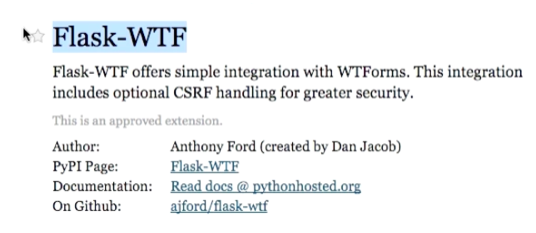 Flask-WTF
Flask-WTF offers simple integration with WTForms. This integration
includes optional CSRF handling for greater security.
This is an approved extension.
Author: Anthony Ford (created by Dan Jacob)
PyPI Page: Flask-WTF
Documentation: Read docs @ pythonhosted.org
On Github: ajford/flask-wtf